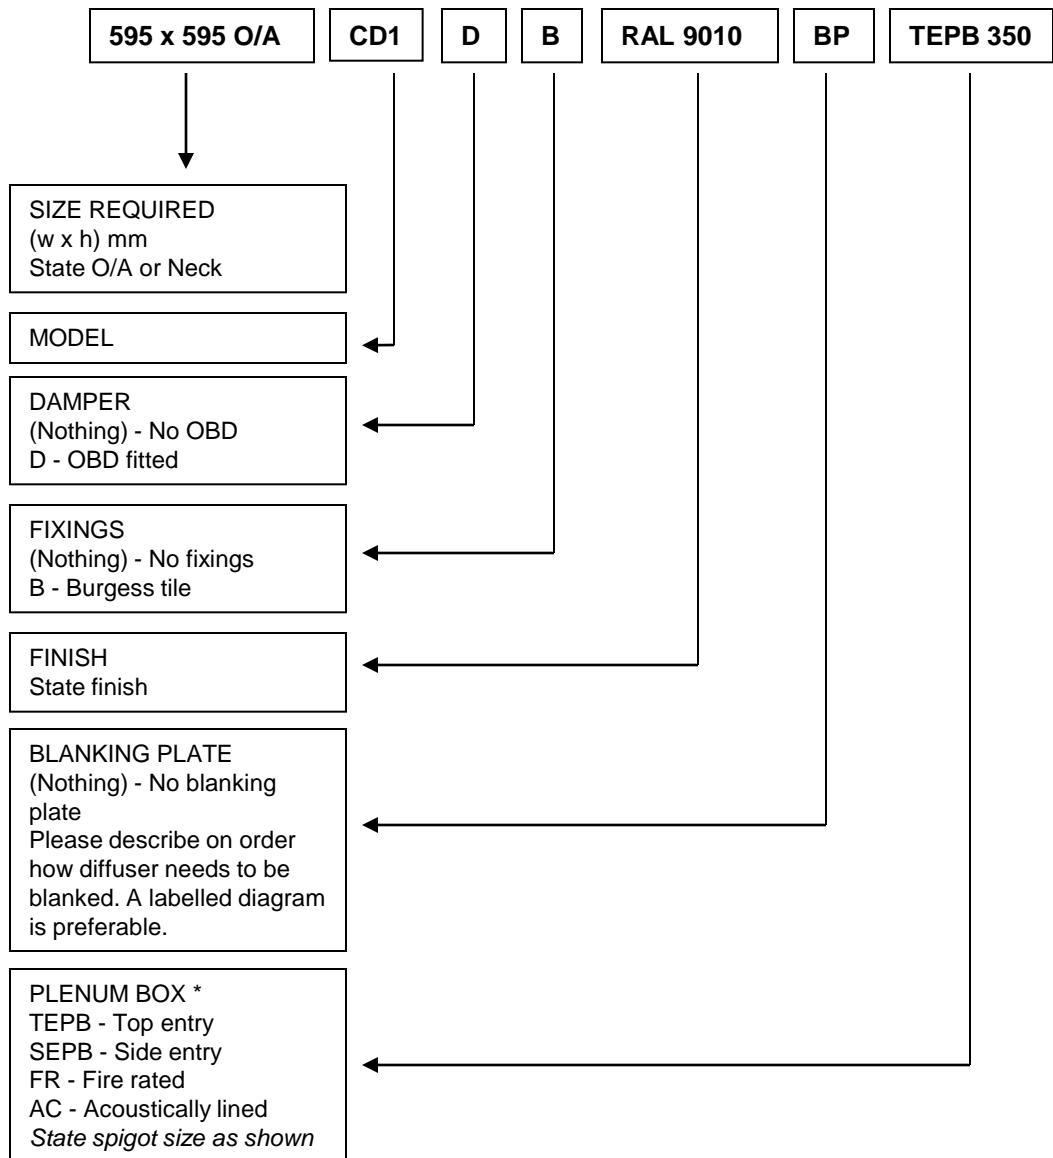 595 x 595 O/A CD1 D B RAL 9010 BP TEPB 350
SIZE REQUIRED
(w x h) mm
State O/A or Neck
MODEL
DAMPER
(Nothing) - No OBD
D - OBD fitted
FIXINGS
(Nothing) - No fixings
B - Burgess tile
FINISH
State finish
BLANKING PLATE
(Nothing) - No blanking
plate
Please describe on order
how diffuser needs to be
blanked. A labelled diagram
is preferable.
PLENUM BOX *
TEPB - Top entry
SEPB - Side entry
FR - Fire rated
AC - Acoustically lined
State spigot size as shown